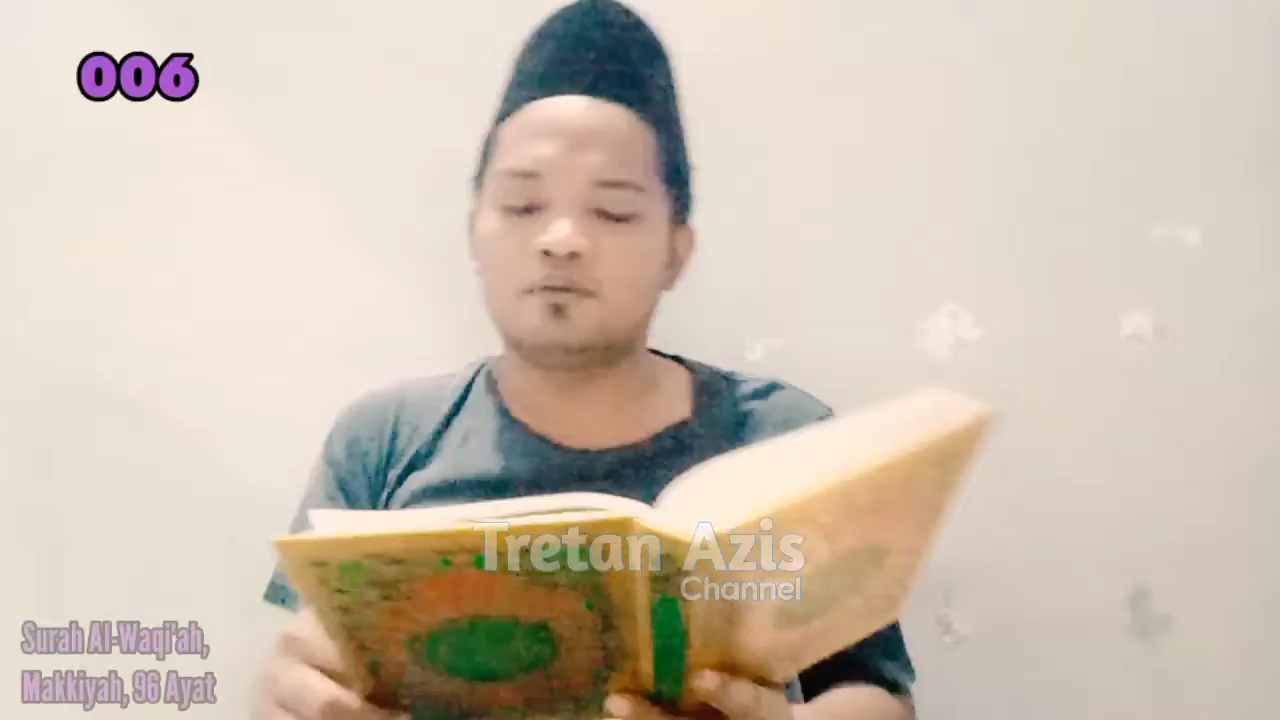 006
Tretan Azis
Channel
Surah Al-Waqi'ah,
Makkiyah, 96 Ayat